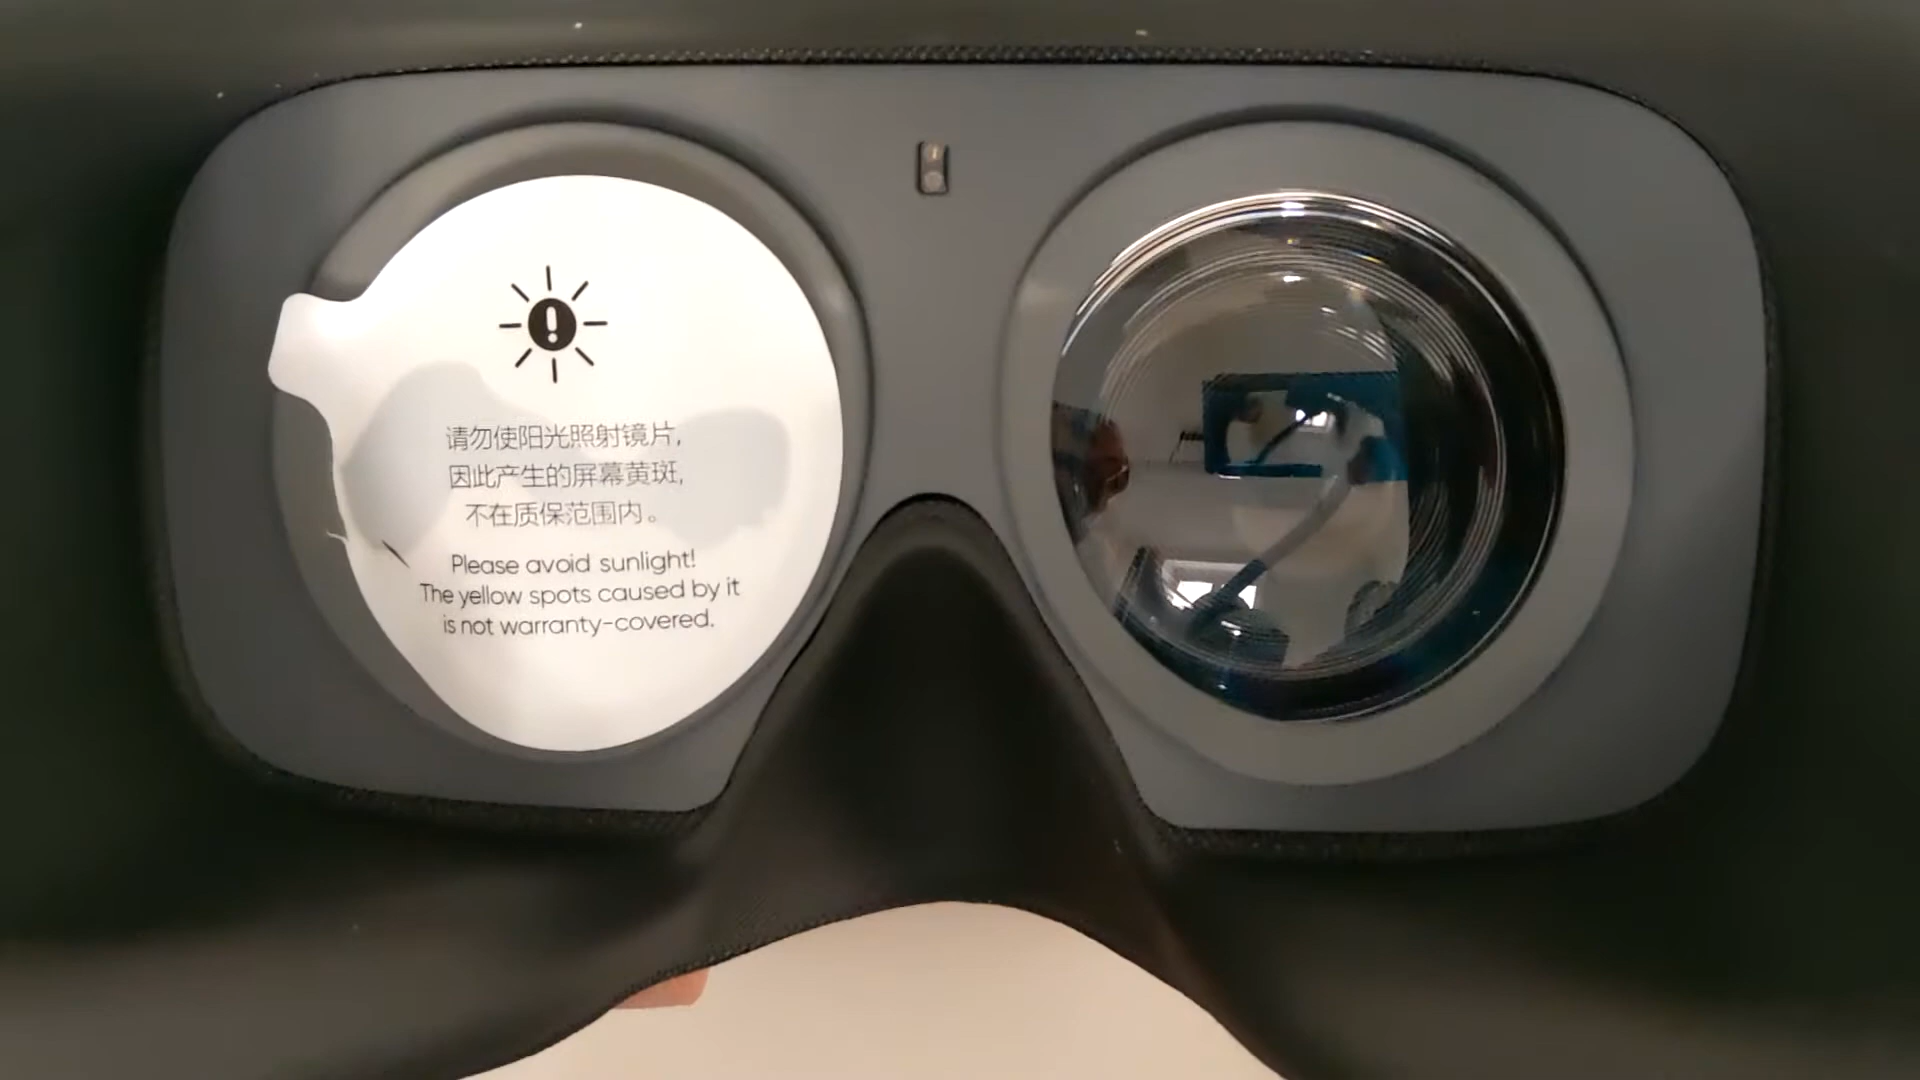 请勿使阳光照射镜片,
因此产生的屏幕黄斑,
不在质保范围内。
Please avoid sunlight!
The yellow spots caused by it
is not warranty-covered.